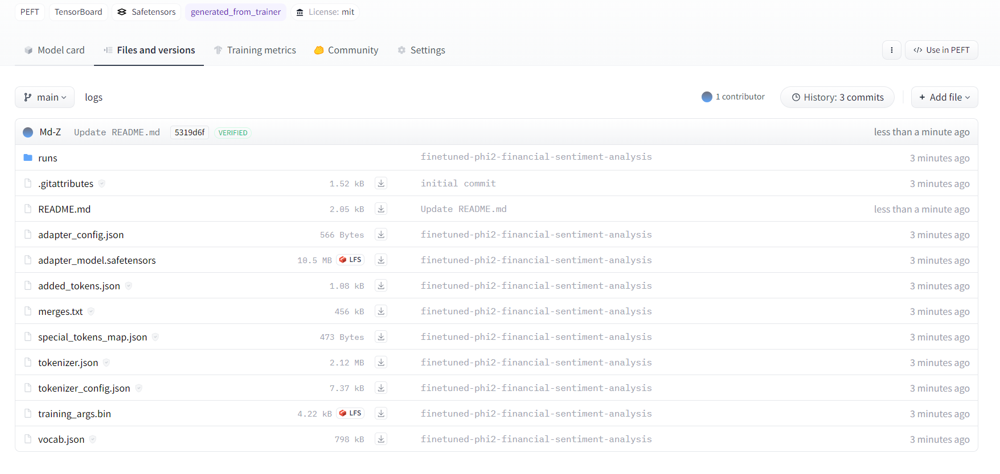 PEFT TensorBoard Safetensors generated_from_trainer License: mit
Model card Files and versions Training metrics Community Settings Use in PEFT
main logs 1 contributor History: 3 commits + Add file
Md-Z Update README.md 5319d6f VERIFIED less than a minute ago
runs finetuned-phi2-financial-sentiment-analysis 3 minutes ago
.gitattributes 1.52 kB initial commit 3 minutes ago
README.md 2.05 kB Update README.md less than a minute ago
adapter_config.json 566 Bytes finetuned-phi2-financial-sentiment-analysis 3 minutes ago
adapter_model.safetensors 10.5 MB LFS finetuned-phi2-financial-sentiment-analysis 3 minutes ago
added_tokens.json 1.08 kB finetuned-phi2-financial-sentiment-analysis 3 minutes ago
merges.txt 456 kB finetuned-phi2-financial-sentiment-analysis 3 minutes ago
special_tokens_map.json 473 Bytes finetuned-phi2-financial-sentiment-analysis 3 minutes ago
tokenizer.json 2.12 MB finetuned-phi2-financial-sentiment-analysis 3 minutes ago
tokenizer_config.json 7.37 kB finetuned-phi2-financial-sentiment-analysis 3 minutes ago
training_args.bin 4.22 kB LFS finetuned-phi2-financial-sentiment-analysis 3 minutes ago
vocab.json 798 kB finetuned-phi2-financial-sentiment-analysis 3 minutes ago